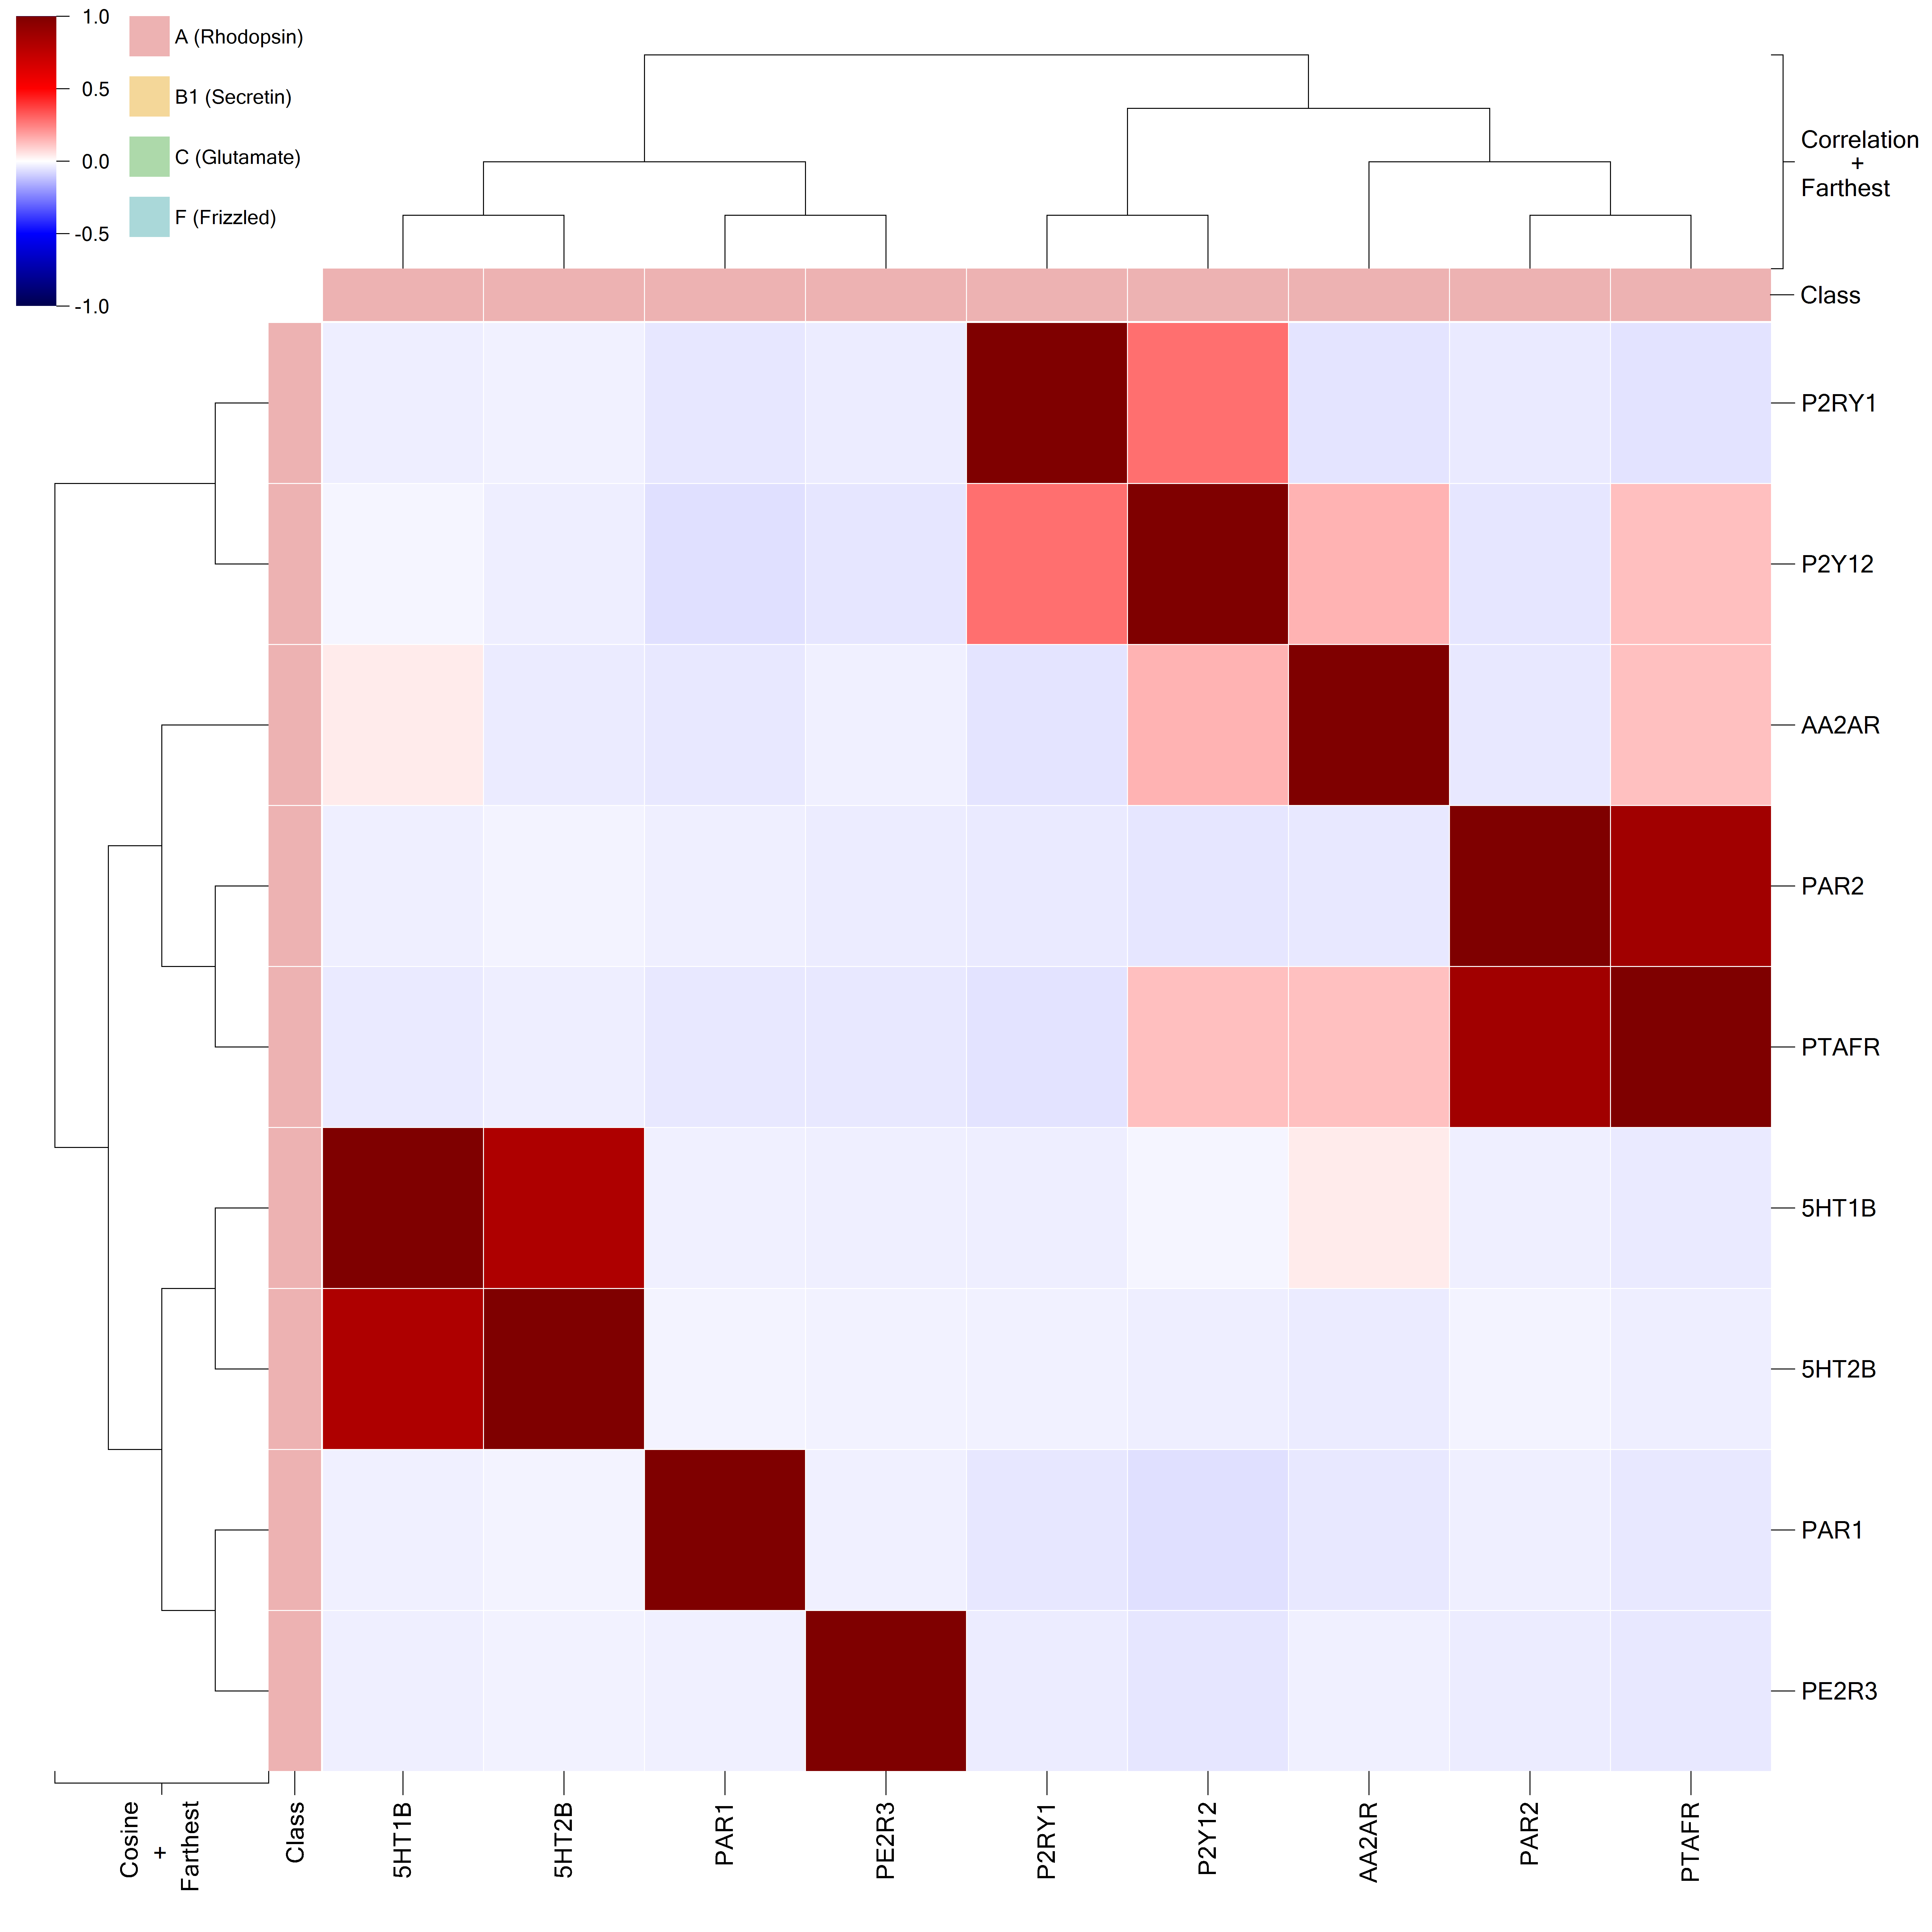 1.0
0.5
0.0
-0.5
-1.0
A (Rhodopsin)
B1 (Secretin)
C (Glutamate)
F (Frizzled)
Correlation
+
Farthest
Class
P2RY1
P2Y12
AA2AR
PAR2
PTAFR
5HT1B
5HT2B
PAR1
PE2R3
Cosine
+
Farthest
Class
5HT1B
5HT2B
PAR1
PE2R3
P2RY1
P2Y12
AA2AR
PAR2
PTAFR